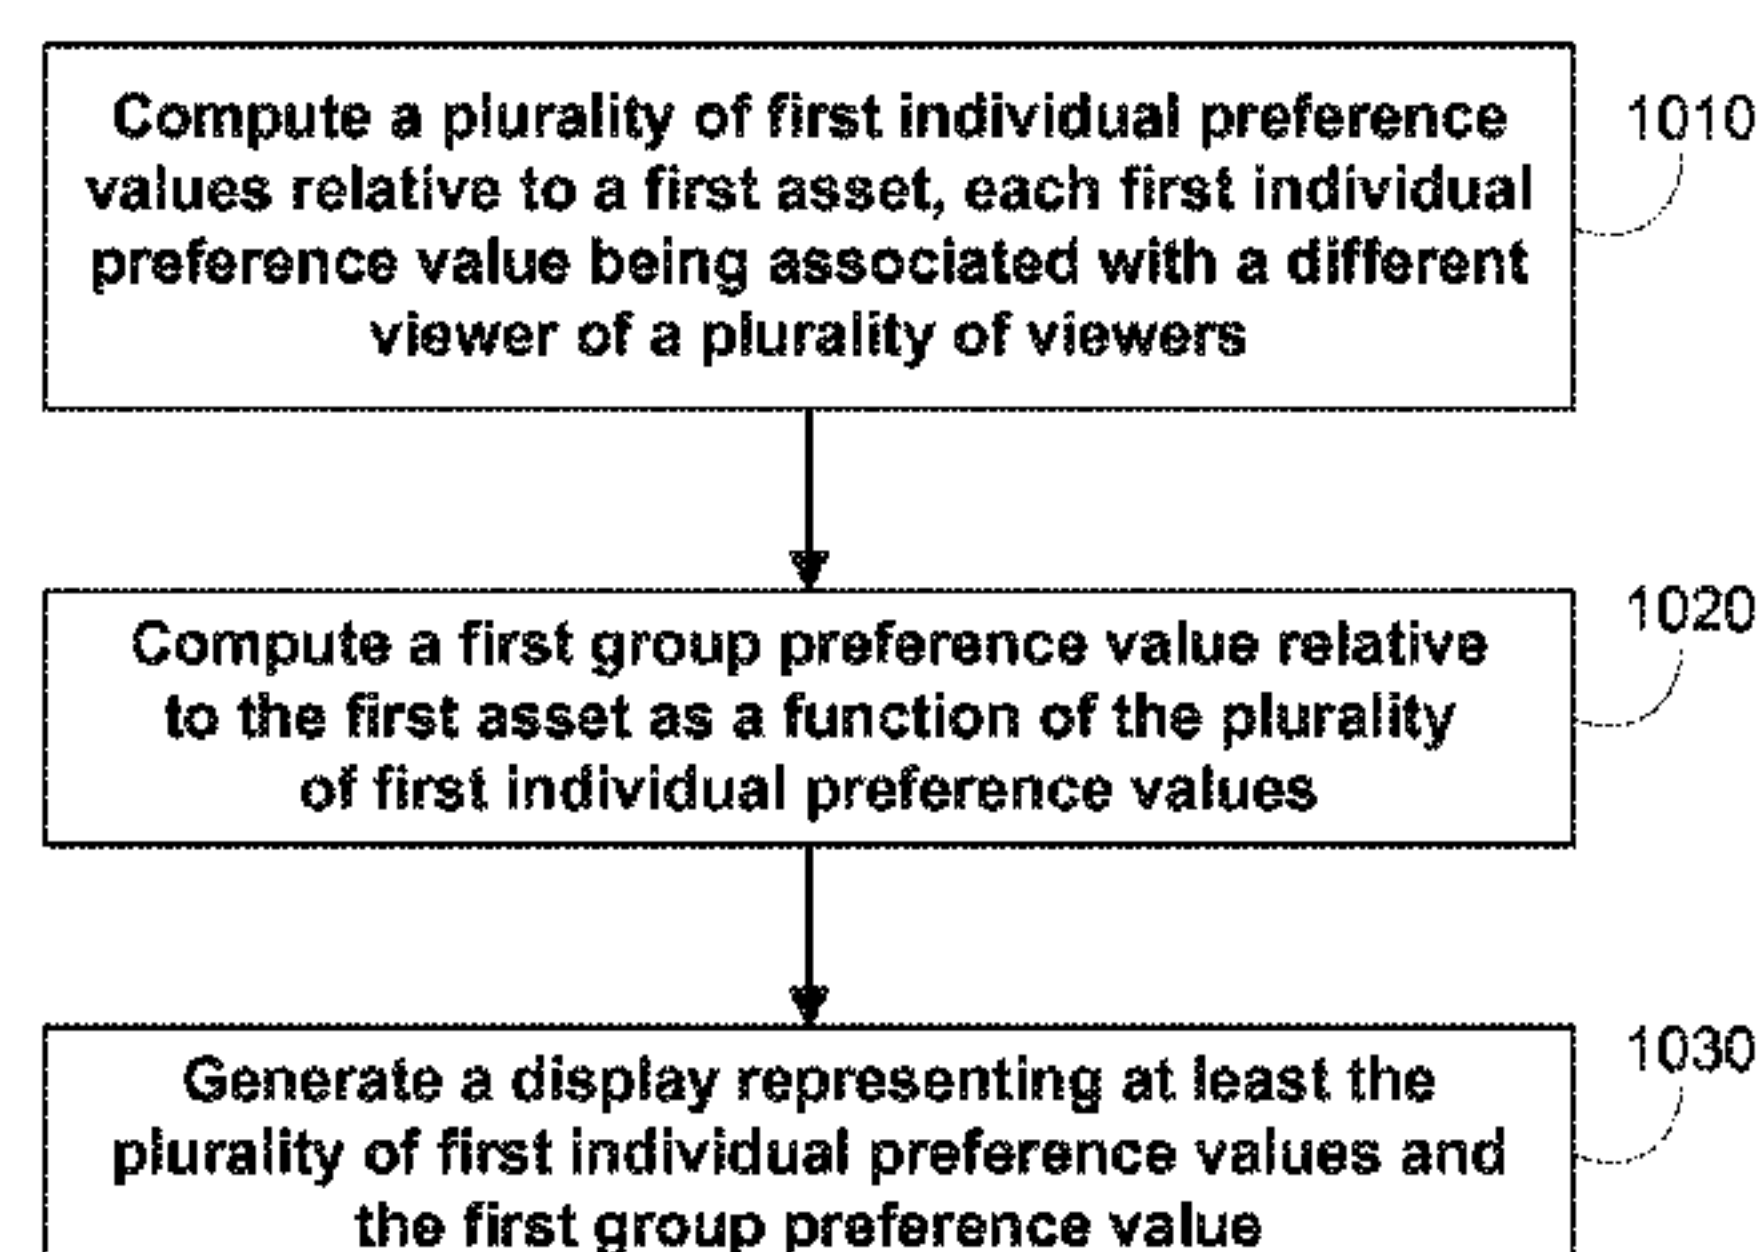 Compute a plurality of first individual preference
values relative to a first asset, each first individual
preference value being associated with a different
viewer of a plurality of viewers
1010
Compute a first group preference value relative
to the first asset as a function of the plurality
of first individual preference values
1020
Generate a display representing at least the
plurality of first individual preference values and
the first group preference value
1030